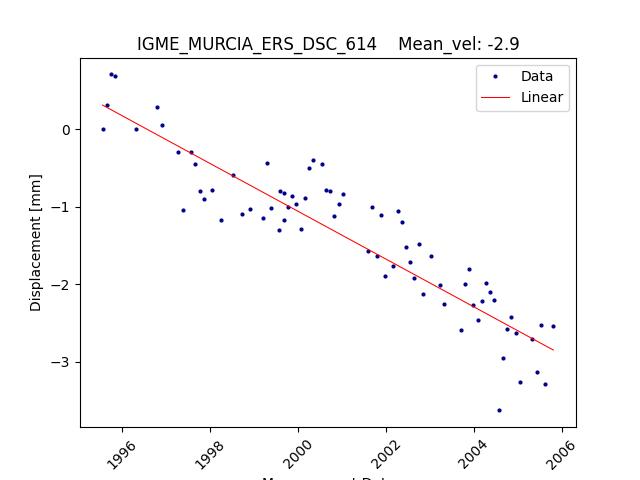 IGME_MURCIA_ERS_DSC_614    Mean_vel: -2.9
Data
Linear
Displacement [mm]
0
−1
−2
−3
1996
1998
2000
2002
2004
2006